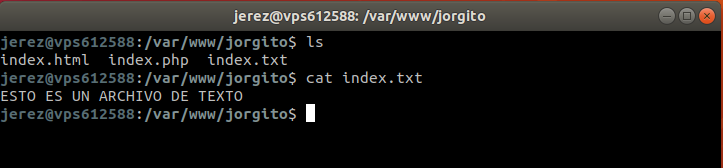 jerez@vps612588: /var/www/jorgito
jerez@vps612588:/var/www/jorgito$ ls
index.html  index.php  index.txt
jerez@vps612588:/var/www/jorgito$ cat index.txt
ESTO ES UN ARCHIVO DE TEXTO
jerez@vps612588:/var/www/jorgito$